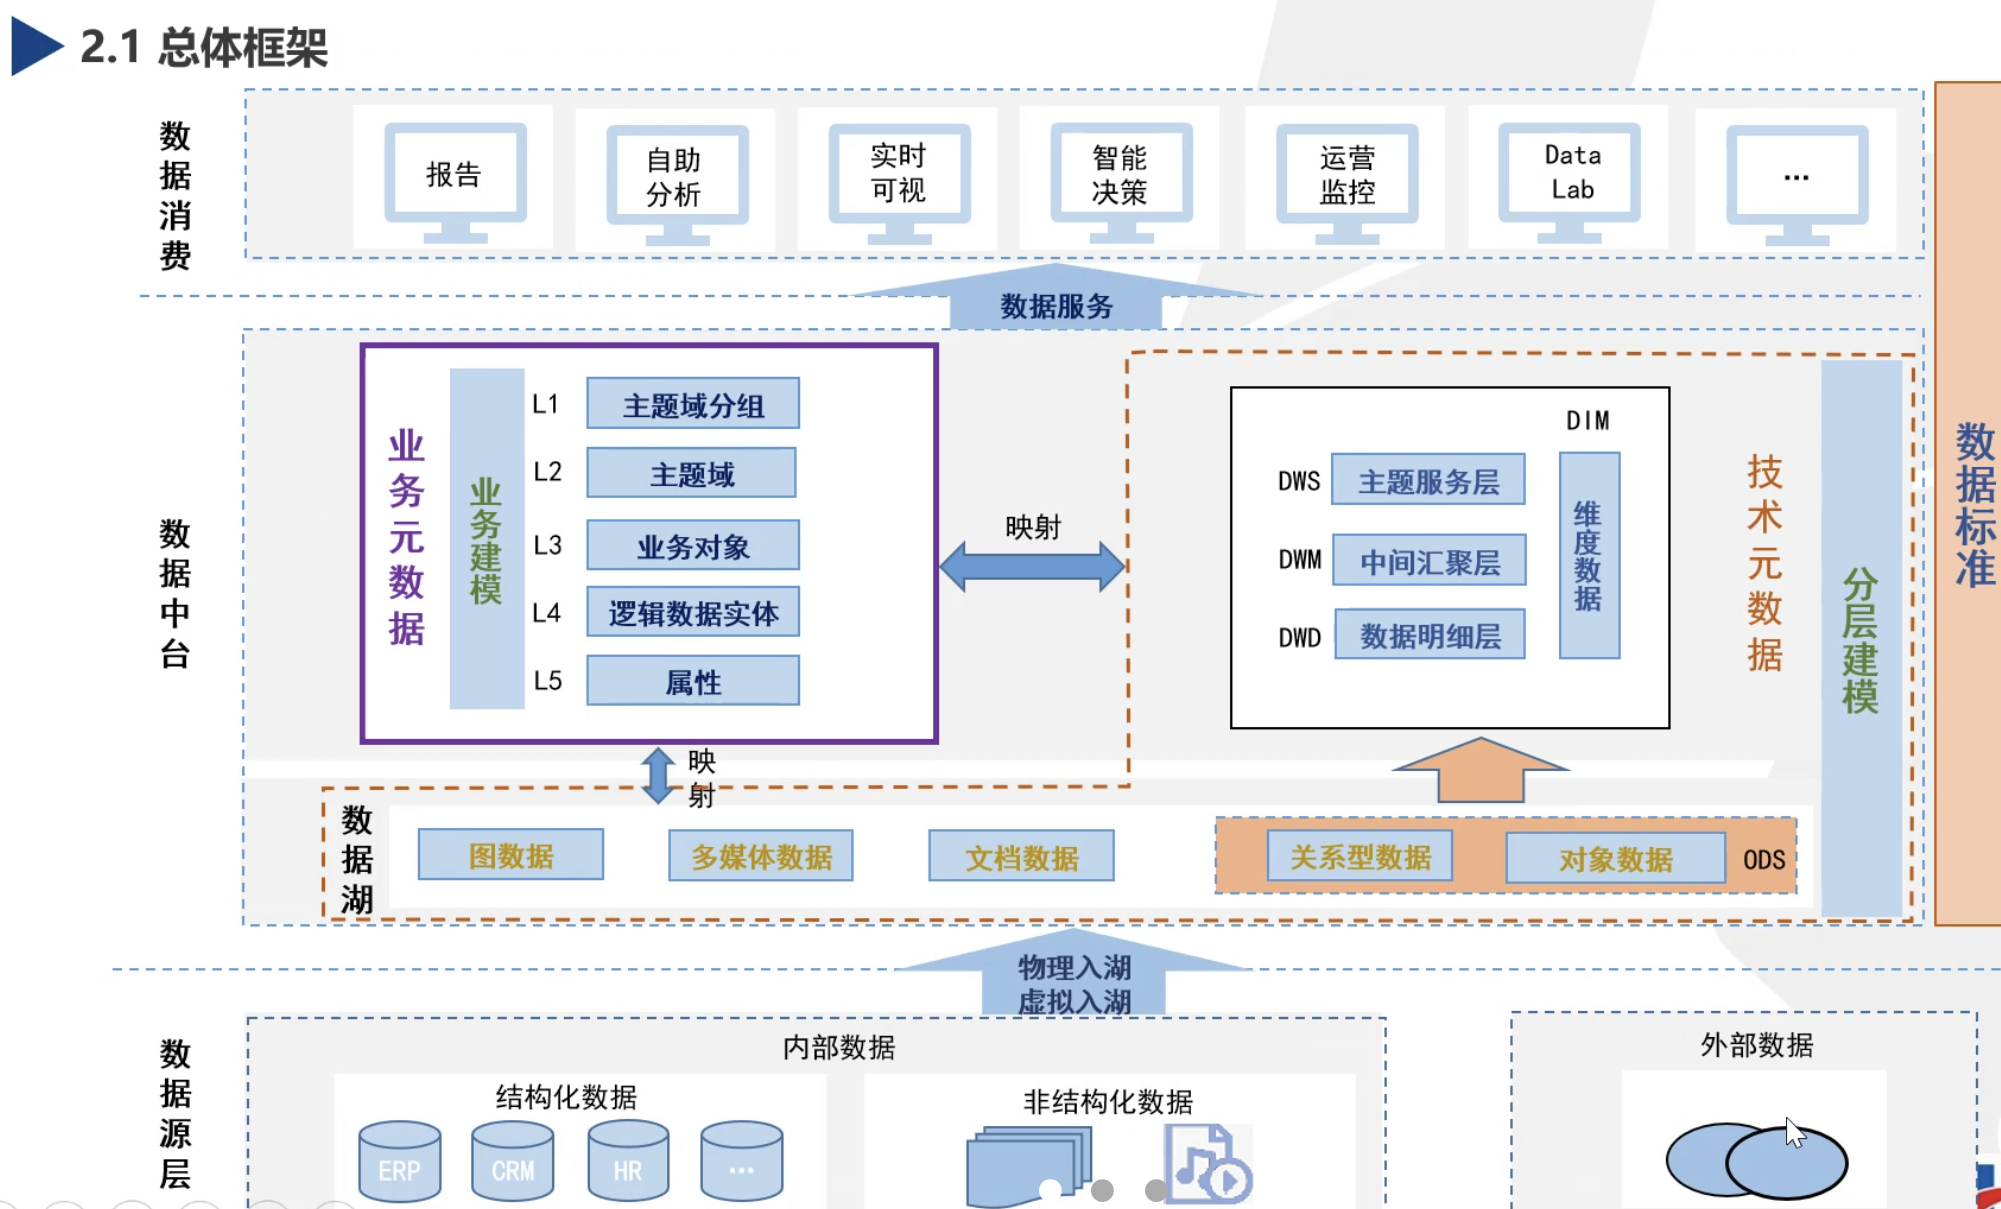 2.1 总体框架
数据消费
报告
自助
分析
实时
可视
智能
决策
运营
监控
Data
Lab
...
数据服务
数据中台
业务元数据
业务建模
L1
主题域分组
L2
主题域
L3
业务对象
L4
逻辑数据实体
L5
属性
映射
DIM
DWS
主题服务层
DWM
中间汇聚层
DWD
数据明细层
维度数据
技术元数据
分层建模
数据标准
映
射
数据湖
图数据
多媒体数据
文档数据
关系型数据
对象数据
ODS
物理入湖
虚拟入湖
数据源层
内部数据
结构化数据
ERP
CRM
HR
...
非结构化数据
外部数据